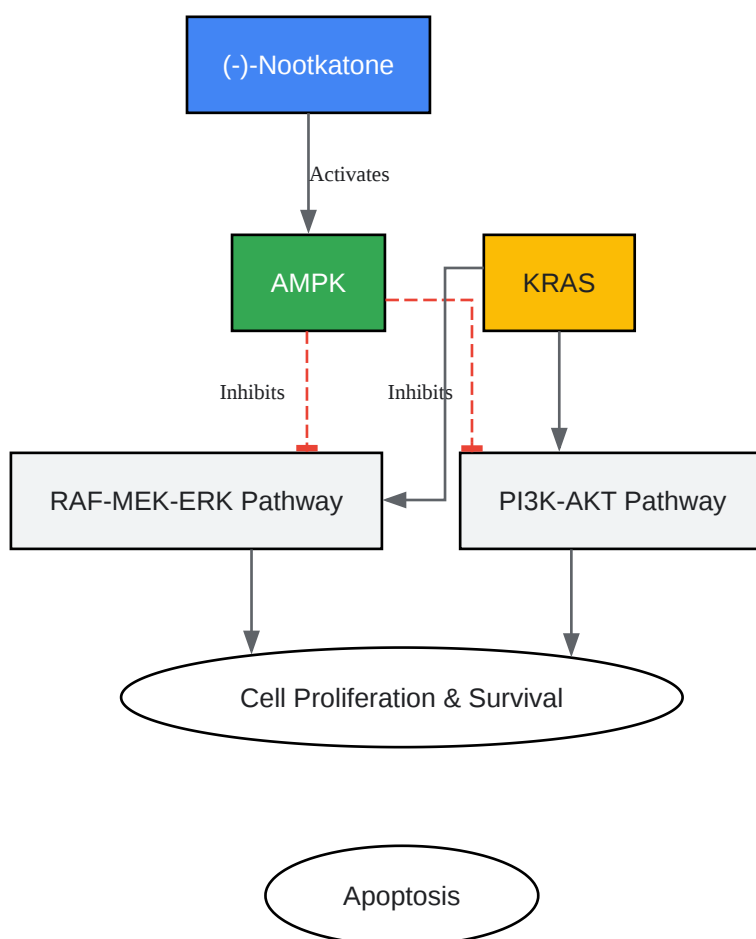 (-)-Nootkatone
Activates
AMPK
KRAS
Inhibits
Inhibits
RAF-MEK-ERK Pathway
PI3K-AKT Pathway
Cell Proliferation & Survival
Apoptosis